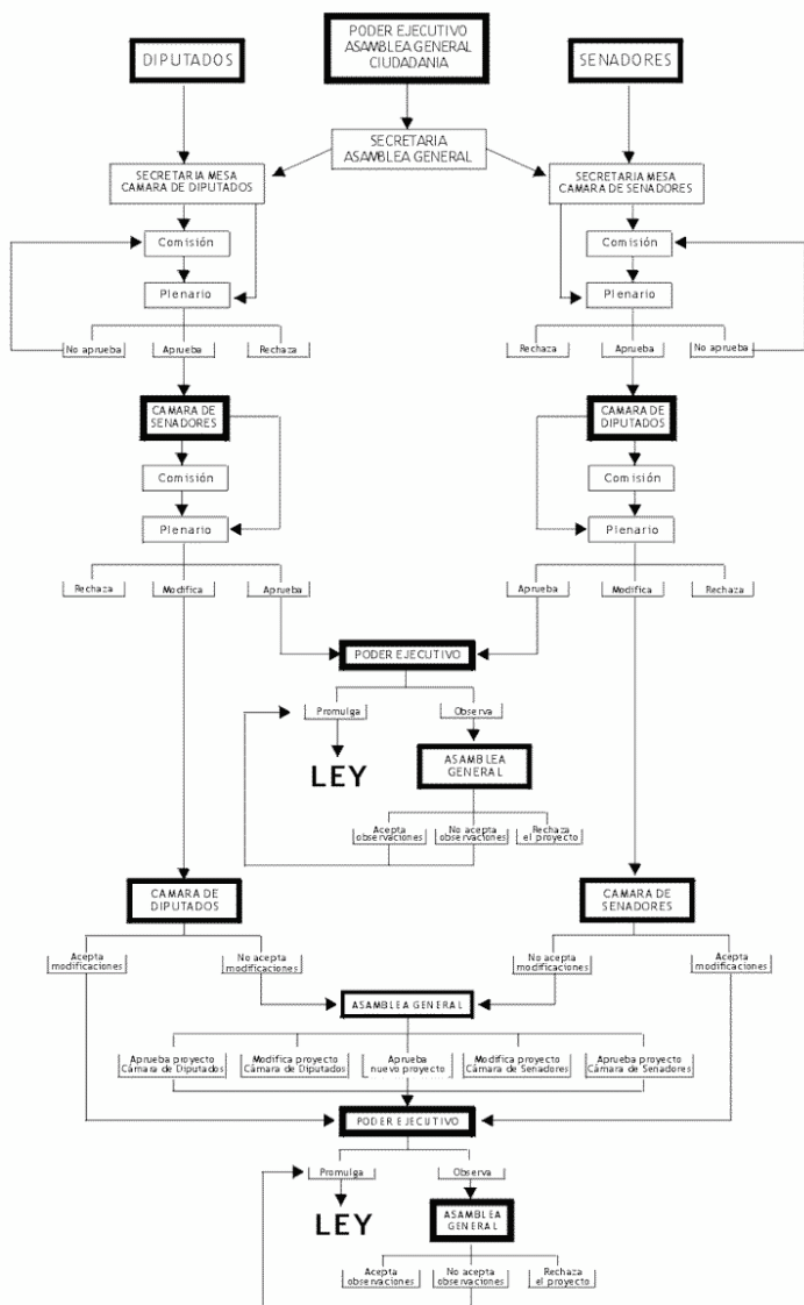 PODER EJECUTIVO
ASAMBLEA GENERAL
CIUDADANIA
DIPUTADOS
SENADORES
SECRETARIA
ASAMBLEA GENERAL
SECRETARIA MESA
CAMARA DE DIPUTADOS
SECRETARIA MESA
CAMARA DE SENADORES
Comisión
Comisión
Plenario
Plenario
No aprueba
Aprueba
Rechaza
Rechaza
Aprueba
No aprueba
CAMARA DE
SENADORES
CAMARA DE
DIPUTADOS
Comisión
Comisión
Plenario
Plenario
Rechaza
Modifica
Aprueba
Aprueba
Modifica
Rechaza
PODER EJECUTIVO
Promulga
Observa
LEY
ASAMBLEA
GENERAL
Acepta
observaciones
No acepta
observaciones
Rechaza
el proyecto
CAMARA DE
DIPUTADOS
CAMARA DE
SENADORES
Acepta
modificaciones
No acepta
modificaciones
No acepta
modificaciones
Acepta
modificaciones
ASAMBLEA GENERAL
Aprueba proyecto
Cámara de Diputados
Modifica proyecto
Cámara de Diputados
Aprueba
nuevo proyecto
Modifica proyecto
Cámara de Senadores
Aprueba proyecto
Cámara de Senadores
PODER EJECUTIVO
Promulga
Observa
LEY
ASAMBLEA
GENERAL
Acepta
observaciones
No acepta
observaciones
Rechaza
el proyecto